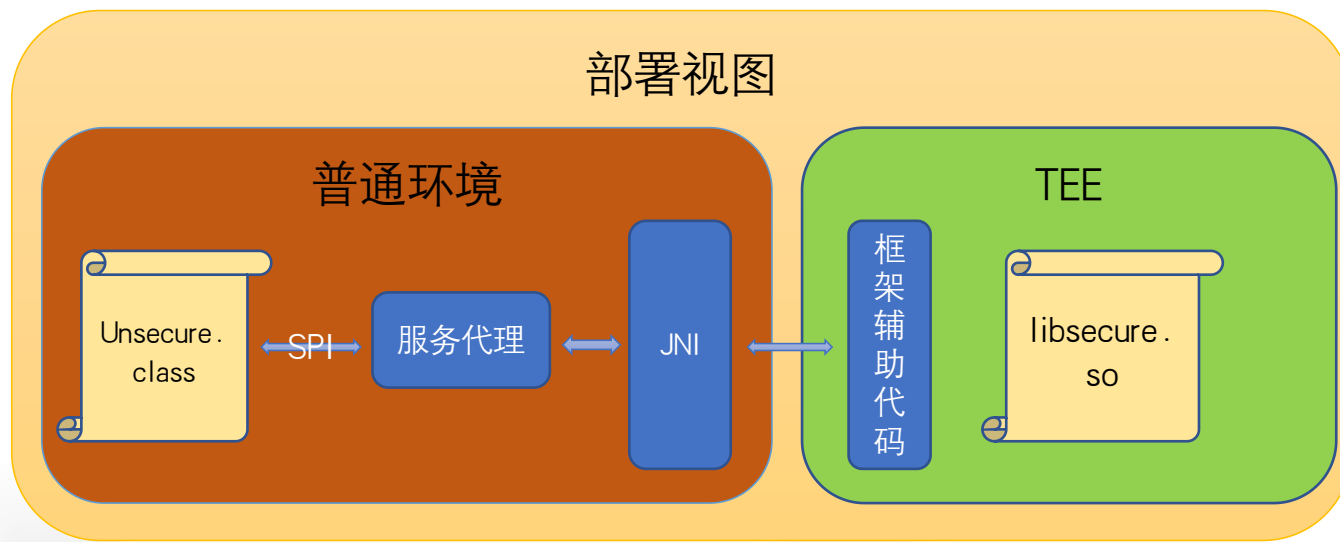 部署视图
普通环境
Unsecure.
class
SPI
服务代理
JNI
TEE
框
架
辅
助
代
码
libsecure.
so